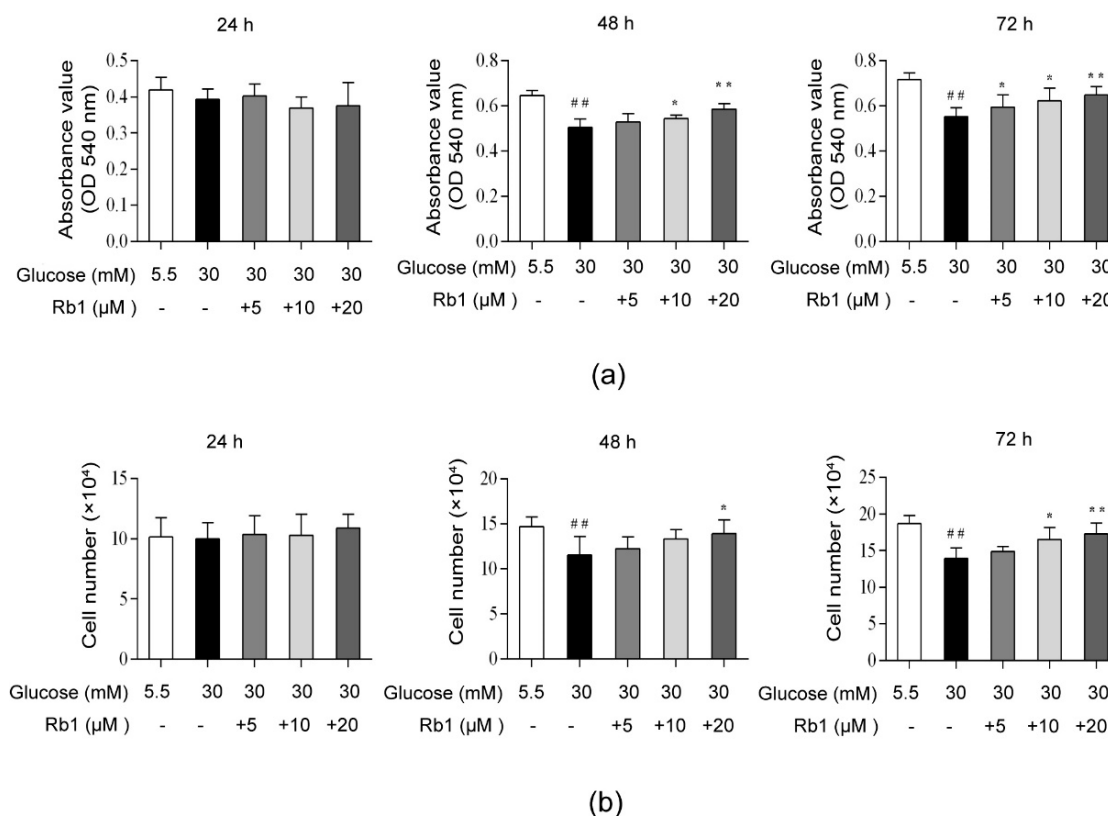 24 h
Absorbance value
(OD 540 nm)
0.5
0.4
0.3
0.2
0.1
0.0
Glucose (mM) 5.5 30 30 30 30
Rb1 (μM ) - - +5 +10 +20
48 h
Absorbance value
(OD 540 nm)
0.8
0.6
0.4
0.2
0.0
## * **
Glucose (mM) 5.5 30 30 30 30
Rb1 (μM ) - - +5 +10 +20
72 h
Absorbance value
(OD 540 nm)
0.8
0.6
0.4
0.2
0.0
## * * **
Glucose (mM) 5.5 30 30 30 30
Rb1 (μM ) - - +5 +10 +20
(a)
24 h
Cell number (×10⁴)
15
10
5
0
Glucose (mM) 5.5 30 30 30 30
Rb1 (μM ) - - +5 +10 +20
48 h
Cell number (×10⁴)
20
15
10
5
0
## *
Glucose (mM) 5.5 30 30 30 30
Rb1 (μM ) - - +5 +10 +20
72 h
Cell number (×10⁴)
25
20
15
10
5
0
## * **
Glucose (mM) 5.5 30 30 30 30
Rb1 (μM ) - - +5 +10 +20
(b)